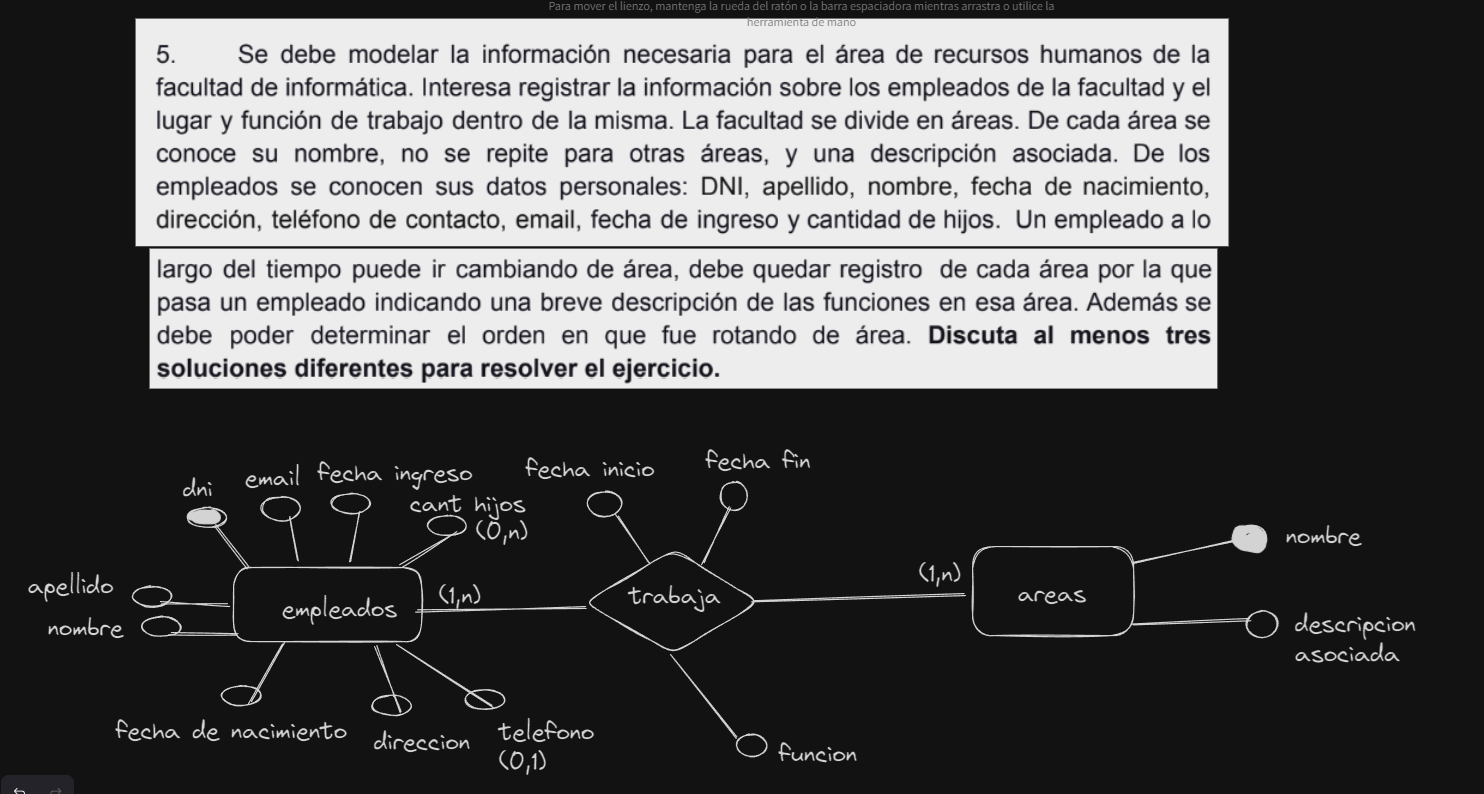 Para mover el lienzo, mantenga la rueda del ratón o la barra espaciadora mientras arrastra o utilice la
herramienta de mano
5. Se debe modelar la información necesaria para el área de recursos humanos de la
facultad de informática. Interesa registrar la información sobre los empleados de la facultad y el
lugar y función de trabajo dentro de la misma. La facultad se divide en áreas. De cada área se
conoce su nombre, no se repite para otras áreas, y una descripción asociada. De los
empleados se conocen sus datos personales: DNI, apellido, nombre, fecha de nacimiento,
dirección, teléfono de contacto, email, fecha de ingreso y cantidad de hijos. Un empleado a lo
largo del tiempo puede ir cambiando de área, debe quedar registro de cada área por la que
pasa un empleado indicando una breve descripción de las funciones en esa área. Además se
debe poder determinar el orden en que fue rotando de área. Discuta al menos tres
soluciones diferentes para resolver el ejercicio.
dni
email
fecha ingreso
cant hijos
(0,n)
fecha inicio
fecha fin
apellido
nombre
empleados
(1,n)
trabaja
(1,n)
areas
nombre
descripcion
asociada
fecha de nacimiento
direccion
telefono
(0,1)
funcion